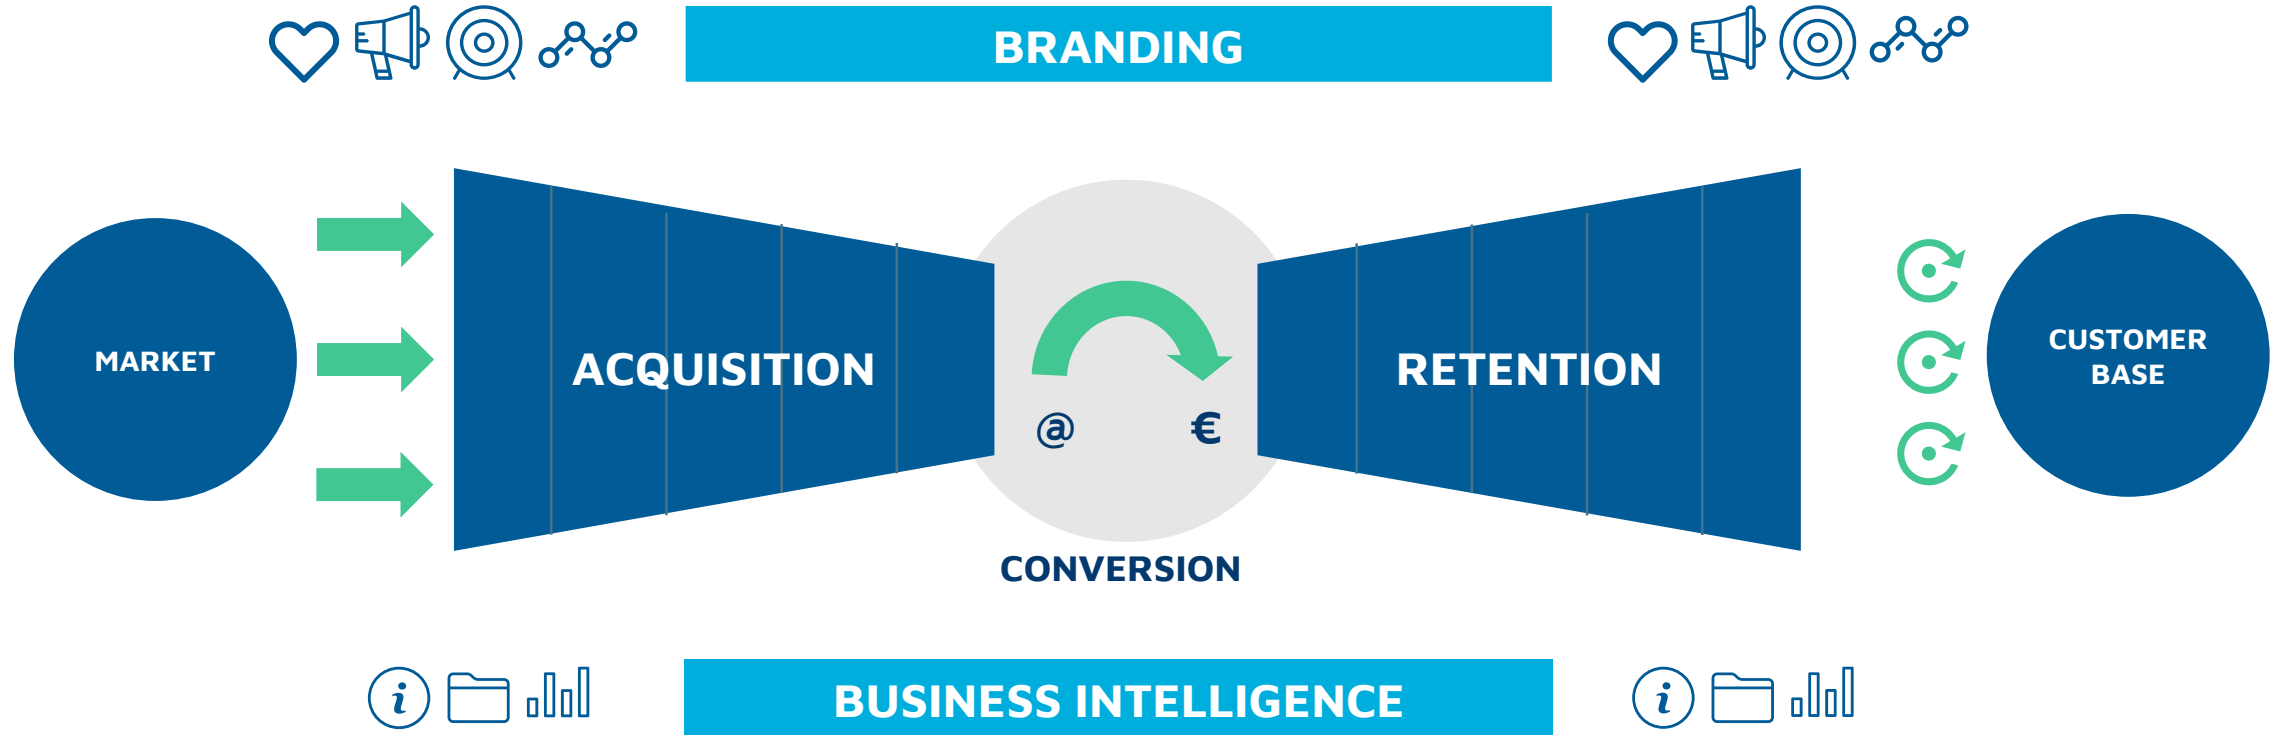 BRANDING
MARKET
ACQUISITION
@ €
CONVERSION
RETENTION
CUSTOMER
BASE
i
BUSINESS INTELLIGENCE
i